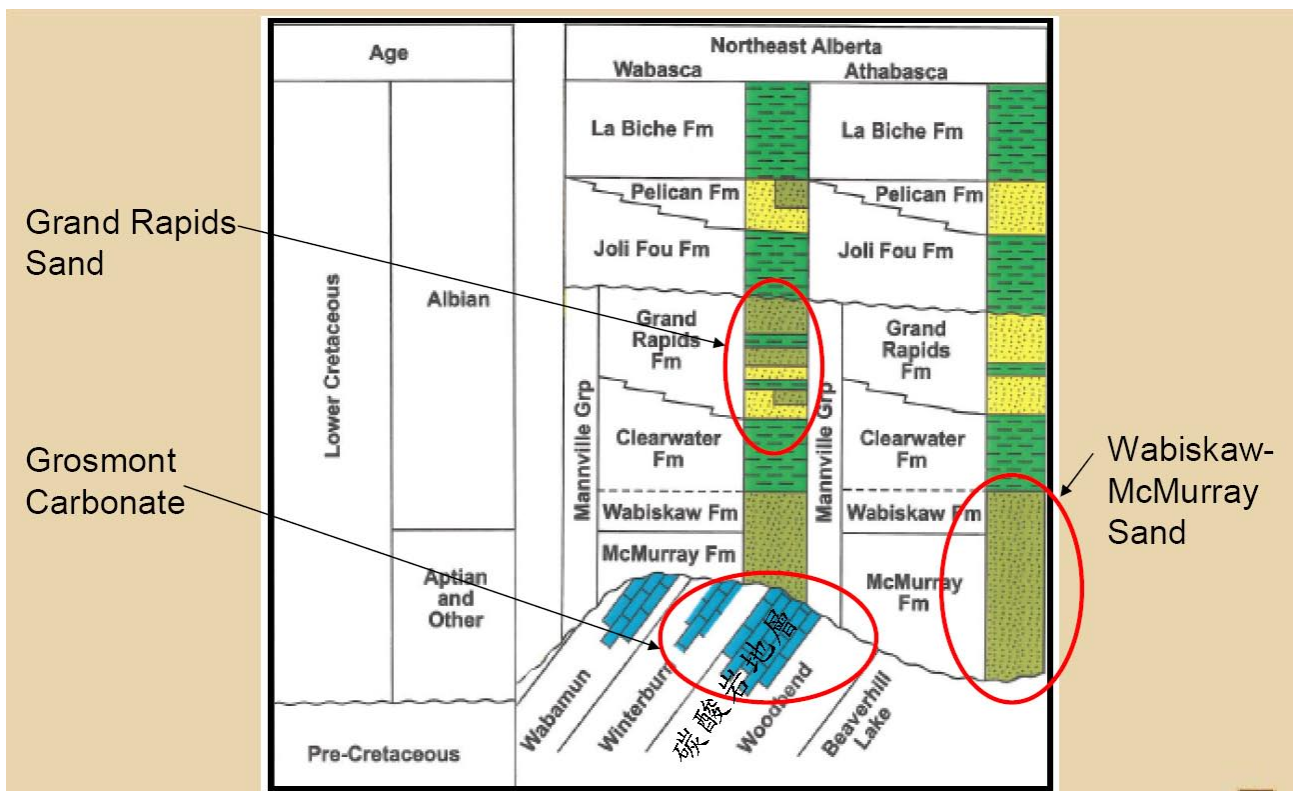 Age
Northeast Alberta
Wabasca
Athabasca
La Biche Fm
La Biche Fm
Pelican Fm
Pelican Fm
Joli Fou Fm
Joli Fou Fm
Grand Rapids
Sand
Lower Cretaceous
Albian
Mannville Grp
Grand
Rapids
Fm
Mannville Grp
Grand
Rapids
Fm
Clearwater
Fm
Clearwater
Fm
Grosmont
Carbonate
Wabiskaw-
McMurray
Sand
Wabiskaw Fm
Wabiskaw Fm
McMurray Fm
McMurray
Fm
Aptian
and
Other
Wabamun
Winterburn
碳酸岩地層
Woodbend
Beaverhill
Lake
Pre-Cretaceous